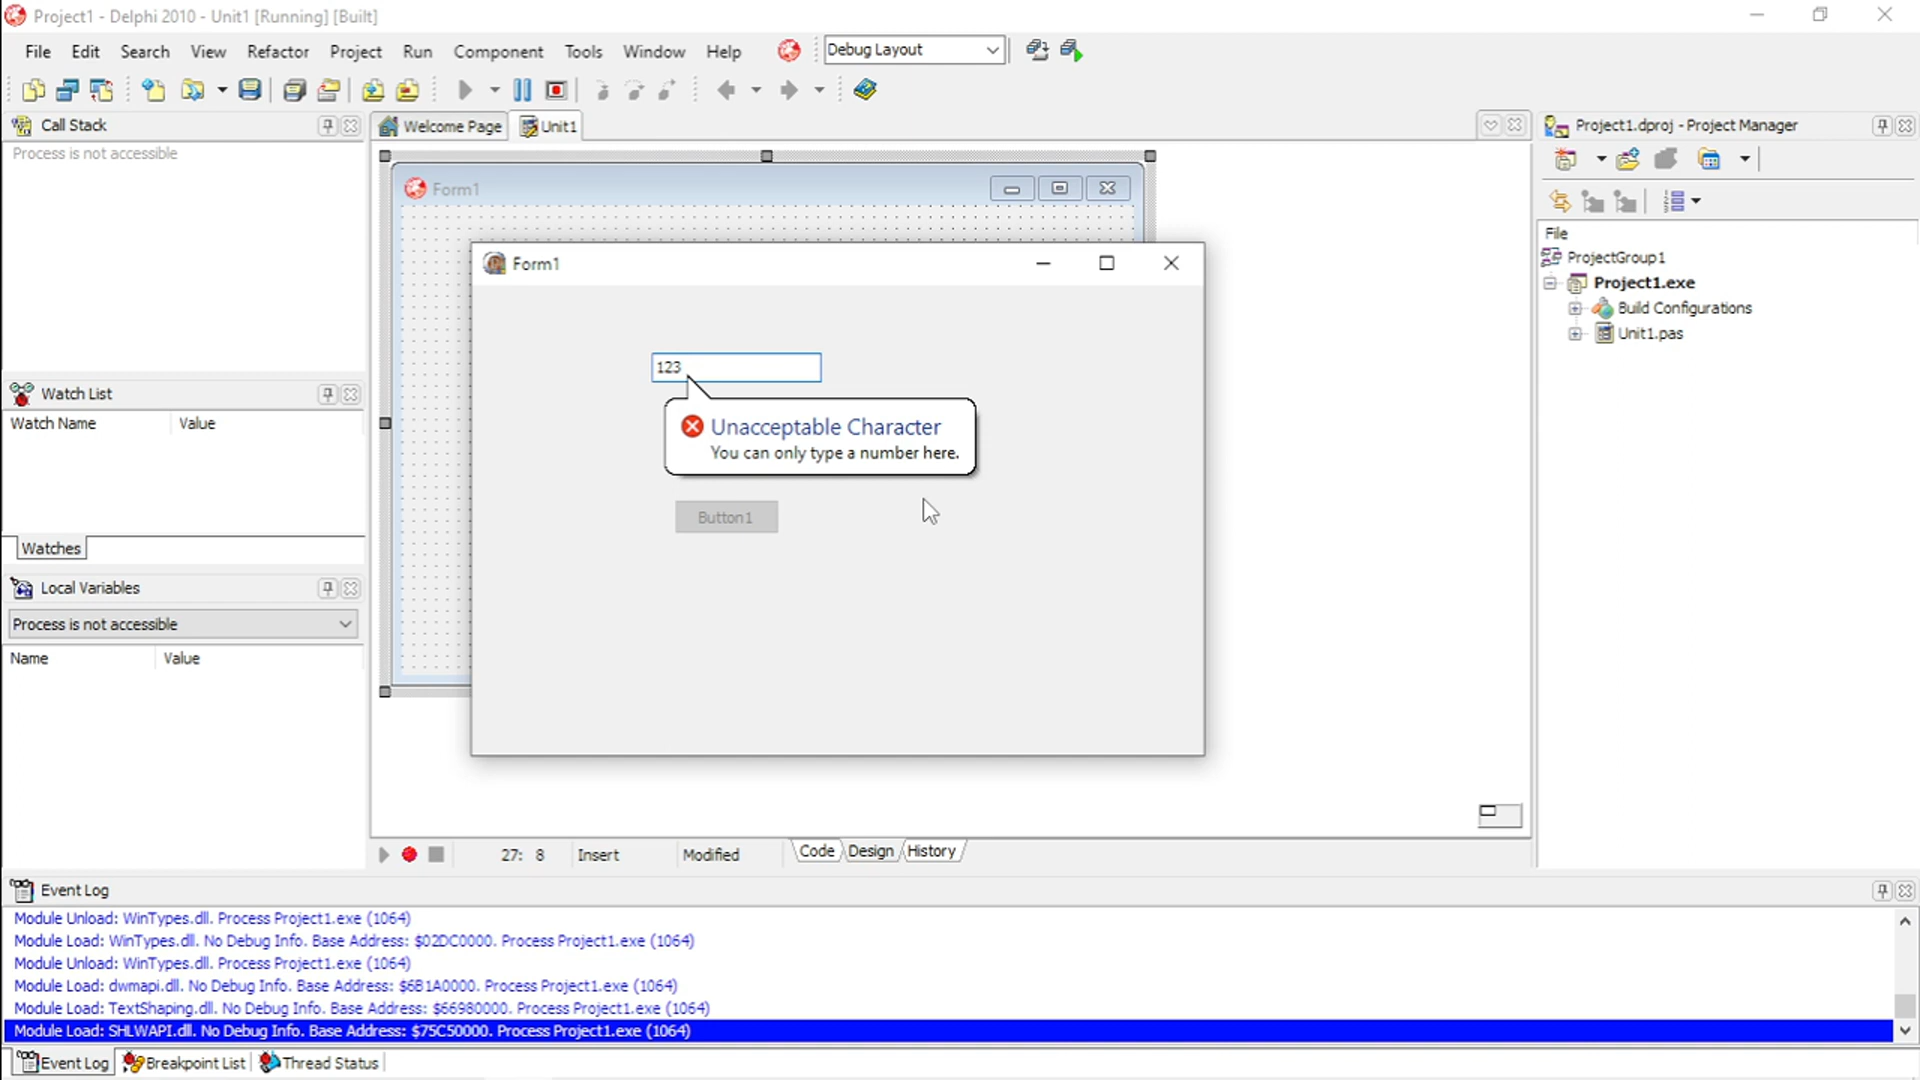 Project1 - Delphi 2010 - Unit1 [Running] [Built]
File Edit Search View Refactor Project Run Component Tools Window Help Debug Layout
Call Stack
Process is not accessible
Watch List
Watch Name Value
Watches
Local Variables
Process is not accessible
Name Value
Welcome Page Unit1
Form1
Form1
123
Unacceptable Character
You can only type a number here.
Button1
27: 8 Insert Modified Code Design History
Project1.dproj - Project Manager
File
ProjectGroup1
Project1.exe
Build Configurations
Unit1.pas
Event Log
Module Unload: WinTypes.dll. Process Project1.exe (1064)
Module Load: WinTypes.dll. No Debug Info. Base Address: $02DC0000. Process Project1.exe (1064)
Module Unload: WinTypes.dll. Process Project1.exe (1064)
Module Load: dwmapi.dll. No Debug Info. Base Address: $6B1A0000. Process Project1.exe (1064)
Module Load: TextShaping.dll. No Debug Info. Base Address: $66980000. Process Project1.exe (1064)
Module Load: SHLWAPI.dll. No Debug Info. Base Address: $75C50000. Process Project1.exe (1064)
Event Log Breakpoint List Thread Status